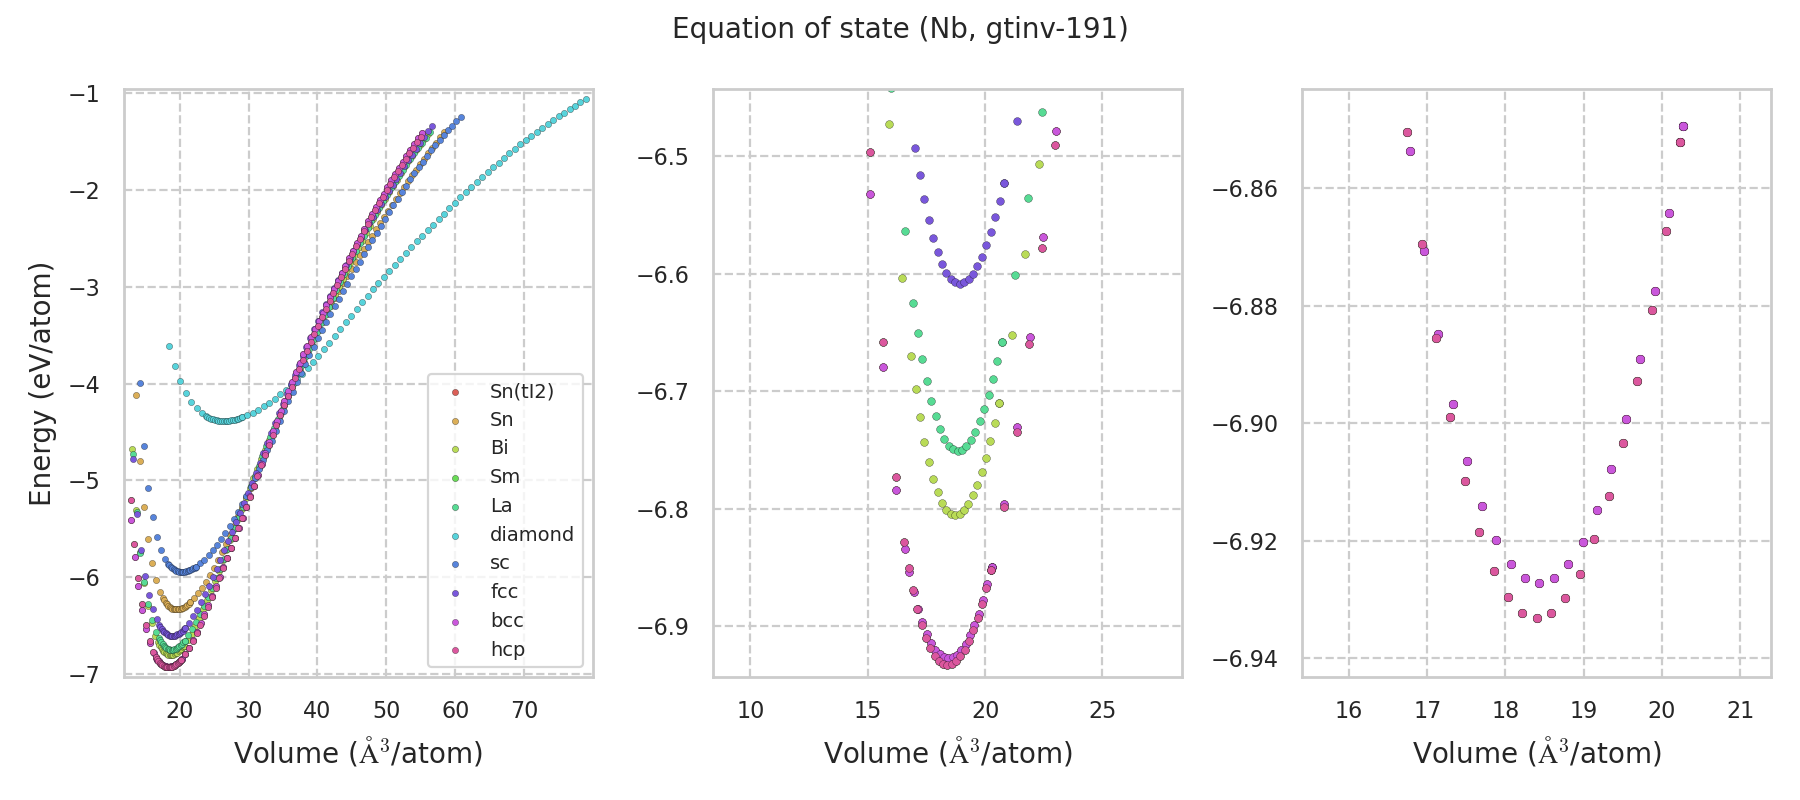 Equation of state (Nb, gtinv-191)
Energy (eV/atom)
−1
−2
−3
−4
−5
−6
−7
20 30 40 50 60 70
Volume (Å³/atom)
Sn(tI2)
Sn
Bi
Sm
La
diamond
sc
fcc
bcc
hcp
−6.5
−6.6
−6.7
−6.8
−6.9
10 15 20 25
Volume (Å³/atom)
−6.86
−6.88
−6.90
−6.92
−6.94
16 17 18 19 20 21
Volume (Å³/atom)